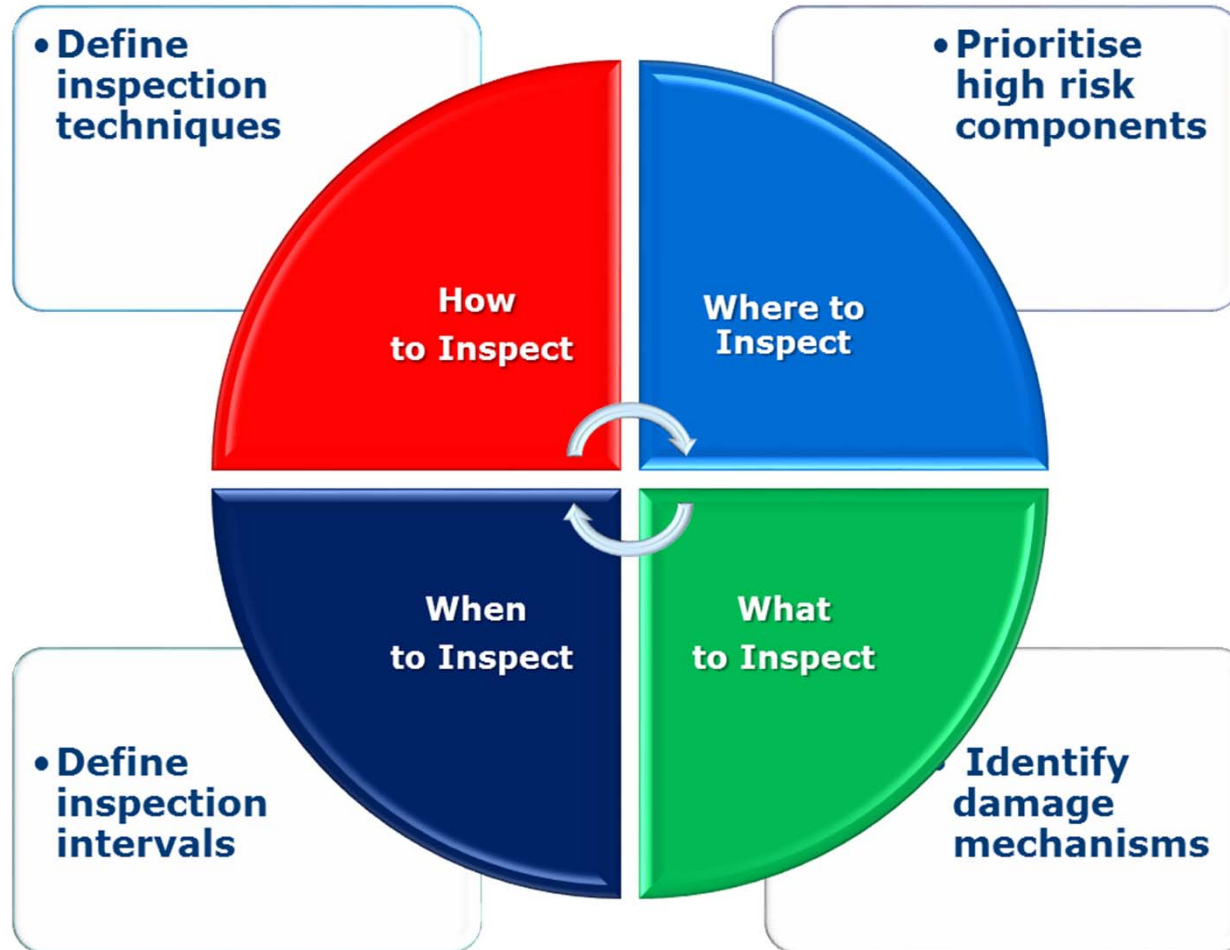 • Define
inspection
techniques
• Prioritise
high risk
components
How
to Inspect
Where to
Inspect
When
to Inspect
What
to Inspect
• Define
inspection
intervals
• Identify
damage
mechanisms